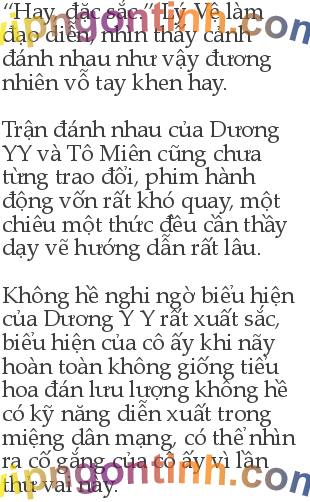 “Hay, đặc sắc.” Lý Vệ làm
đạo diễn, nhìn thấy cảnh
đánh nhau như vậy đương
nhiên vỗ tay khen hay.
Trận đánh nhau của Dương
YY và Tô Miên cũng chưa
từng trao đổi, phim hành
động vốn rất khó quay, một
chiêu một thức đều cần thầy
dạy vẽ hướng dẫn rất lâu.
Không hề nghi ngờ biểu hiện
của Dương Y Y rất xuất sắc,
biểu hiện của cô ấy khi nãy
hoàn toàn không giống tiểu
hoa đán lưu lượng không hề
có kỹ năng diễn xuất trong
miệng dân mạng, có thể nhìn
ra cố gắng của cô ấy vì lần
thử vai này.
vipngontinh.com